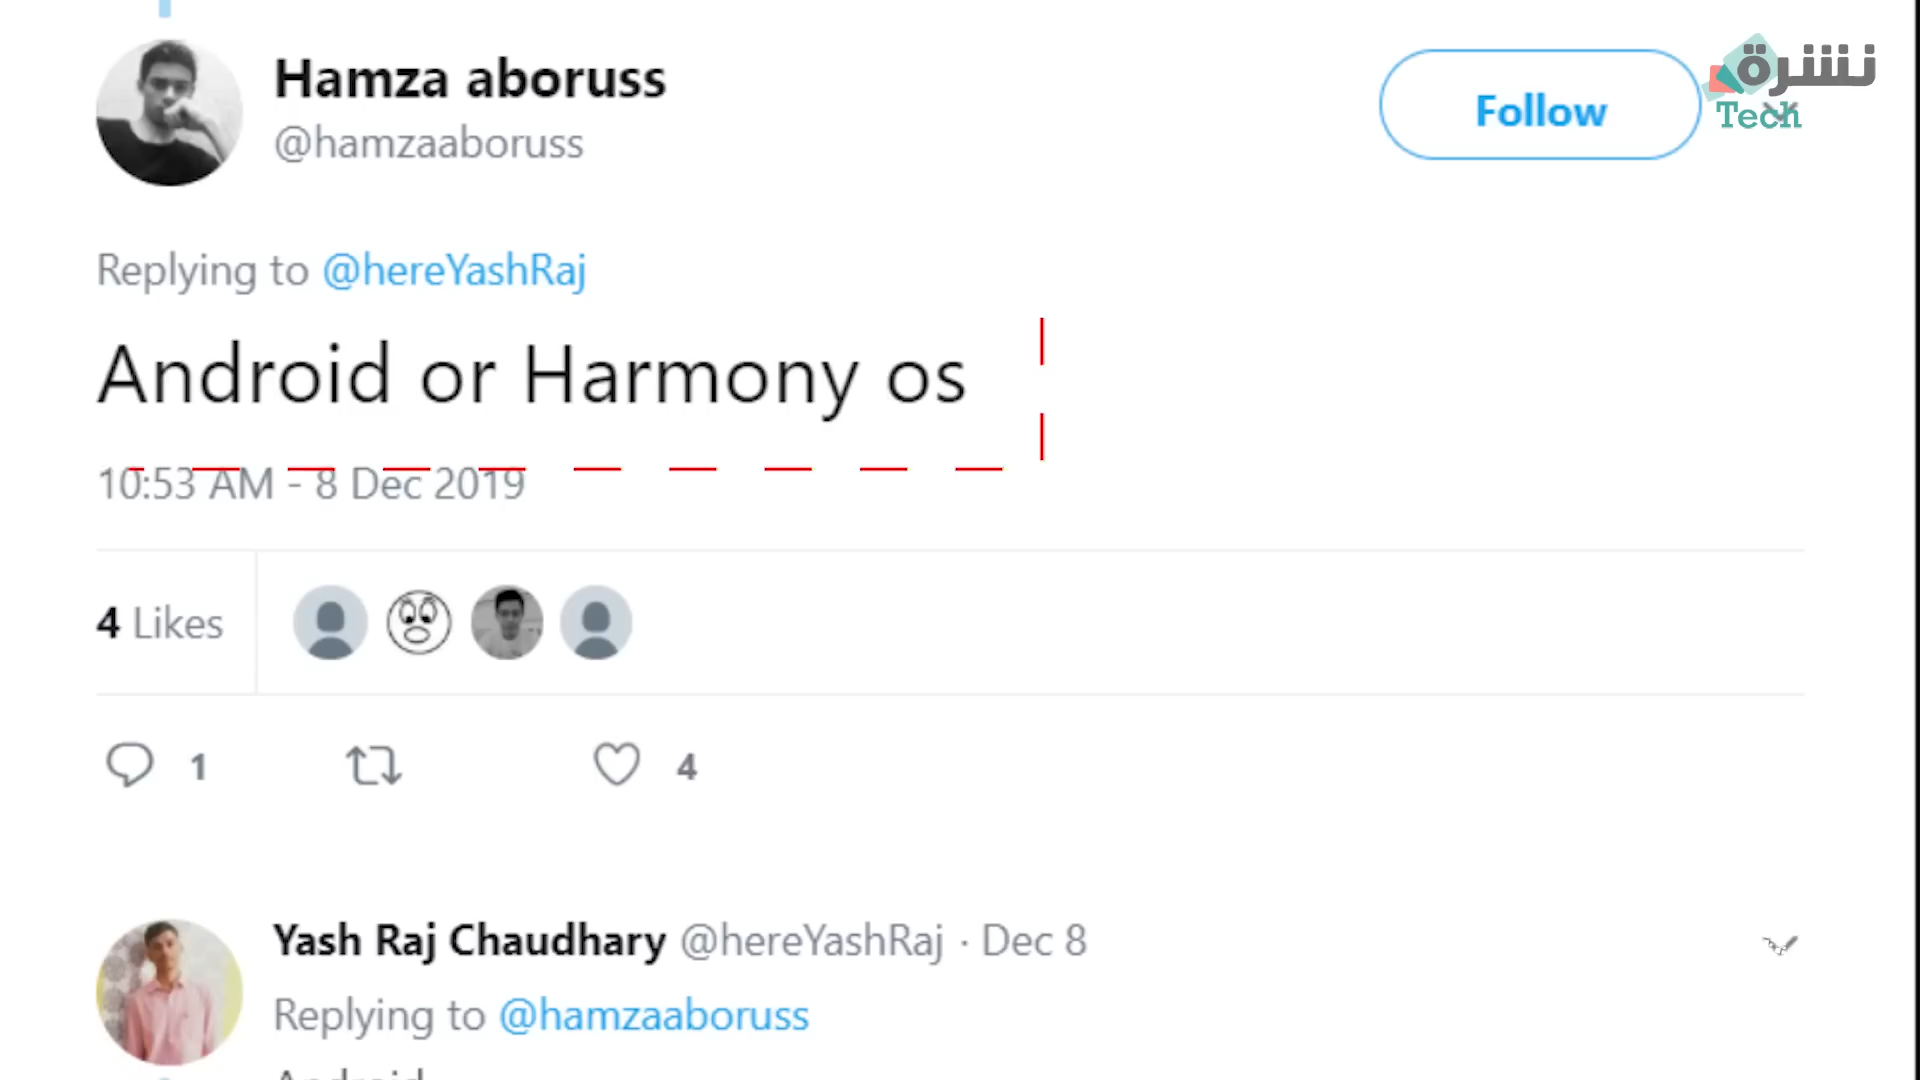 Hamza aboruss
@hamzaaboruss
Follow
نشرة
Tech
Replying to @hereYashRaj
Android or Harmony os
10:53 AM - 8 Dec 2019
4 Likes
1
4
Yash Raj Chaudhary @hereYashRaj · Dec 8
Replying to @hamzaaboruss
Android